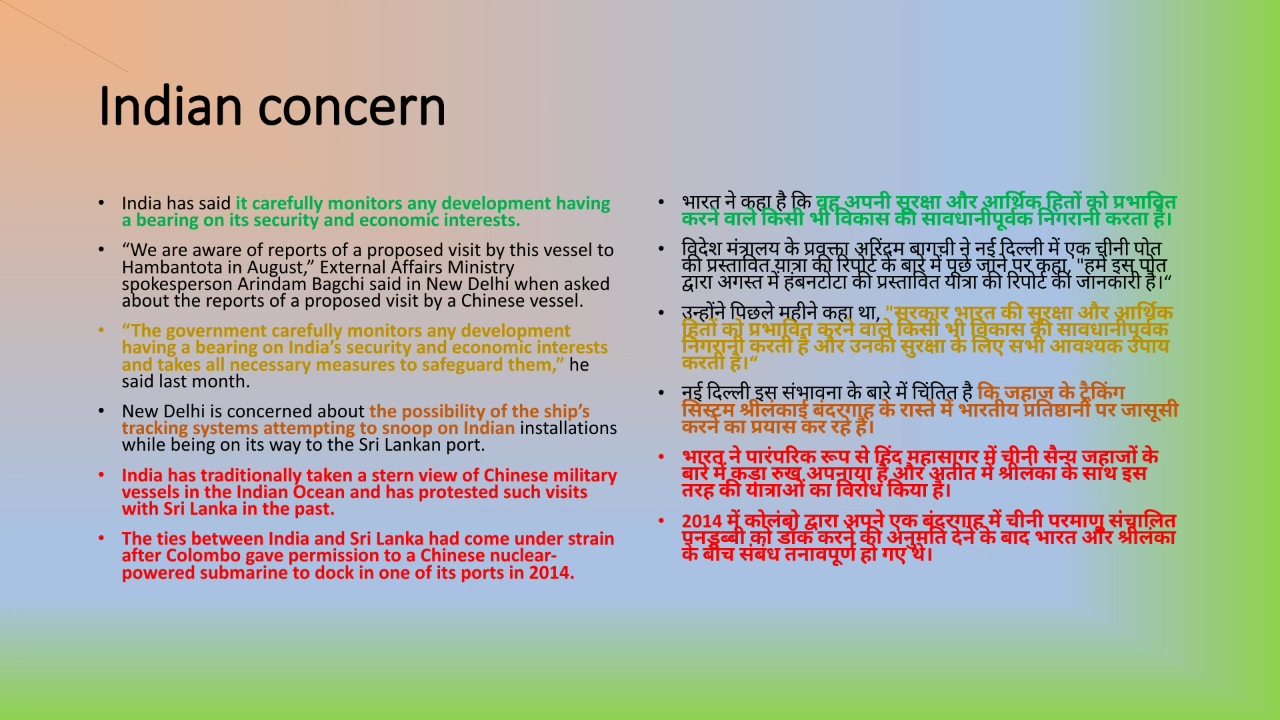 Indian concern
• India has said it carefully monitors any development having
a bearing on its security and economic interests.
• “We are aware of reports of a proposed visit by this vessel to
Hambantota in August,” External Affairs Ministry
spokesperson Arindam Bagchi said in New Delhi when asked
about the reports of a proposed visit by a Chinese vessel.
• “The government carefully monitors any development
having a bearing on India’s security and economic interests
and takes all necessary measures to safeguard them,” he
said last month.
• New Delhi is concerned about the possibility of the ship’s
tracking systems attempting to snoop on Indian installations
while being on its way to the Sri Lankan port.
• India has traditionally taken a stern view of Chinese military
vessels in the Indian Ocean and has protested such visits
with Sri Lanka in the past.
• The ties between India and Sri Lanka had come under strain
after Colombo gave permission to a Chinese nuclear-
powered submarine to dock in one of its ports in 2014.
• भारत ने कहा है कि वह अपनी सुरक्षा और आर्थिक हितों को प्रभावित
करने वाले किसी भी विकास की सावधानीपूर्वक निगरानी करता है।
• विदेश मंत्रालय के प्रवक्ता अरिंदम बागची ने नई दिल्ली में एक चीनी पोत
की प्रस्तावित यात्रा की रिपोर्ट के बारे में पूछे जाने पर कहा, "हमें इस पोत
द्वारा अगस्त में हंबनटोटा की प्रस्तावित यात्रा की रिपोर्ट की जानकारी है।“
• उन्होंने पिछले महीने कहा था, "सरकार भारत की सुरक्षा और आर्थिक
हितों को प्रभावित करने वाले किसी भी विकास की सावधानीपूर्वक
निगरानी करती है और उनकी सुरक्षा के लिए सभी आवश्यक उपाय
करती है।“
• नई दिल्ली इस संभावना के बारे में चिंतित है कि जहाज के ट्रैकिंग
सिस्टम श्रीलंकाई बंदरगाह के रास्ते में भारतीय प्रतिष्ठानों पर जासूसी
करने का प्रयास कर रहे हैं।
• भारत ने पारंपरिक रूप से हिंद महासागर में चीनी सैन्य जहाजों के
बारे में कड़ा रुख अपनाया है और अतीत में श्रीलंका के साथ इस
तरह की यात्राओं का विरोध किया है।
• 2014 में कोलंबो द्वारा अपने एक बंदरगाह में चीनी परमाणु संचालित
पनडुब्बी को डॉक करने की अनुमति देने के बाद भारत और श्रीलंका
के बीच संबंध तनावपूर्ण हो गए थे।